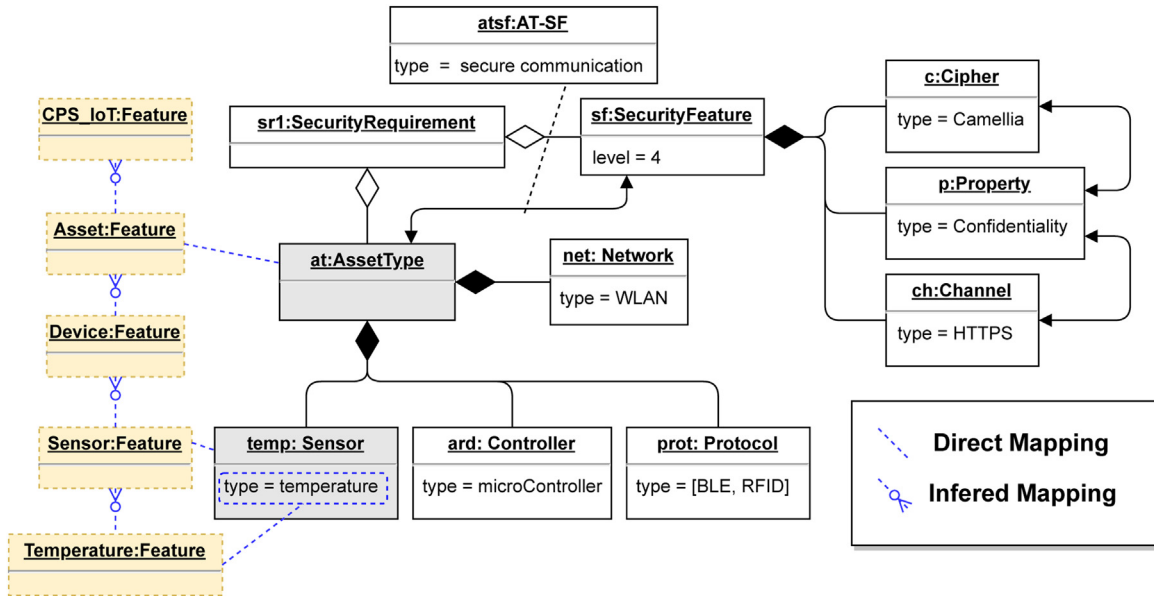 atsf:AT-SF
type = secure communication
CPS_IoT:Feature
sr1:SecurityRequirement
sf:SecurityFeature
level = 4
c:Cipher
type = Camellia
p:Property
type = Confidentiality
Asset:Feature
at:AssetType
net: Network
type = WLAN
ch:Channel
type = HTTPS
Device:Feature
Sensor:Feature
temp: Sensor
type = temperature
ard: Controller
type = microController
prot: Protocol
type = [BLE, RFID]
Temperature:Feature
Direct Mapping
Infered Mapping